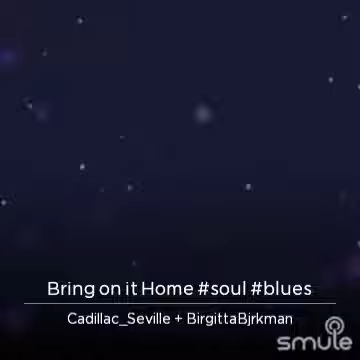 Bring on it Home #soul #blues
Cadillac_Seville + BirgittaBjrkman
smule